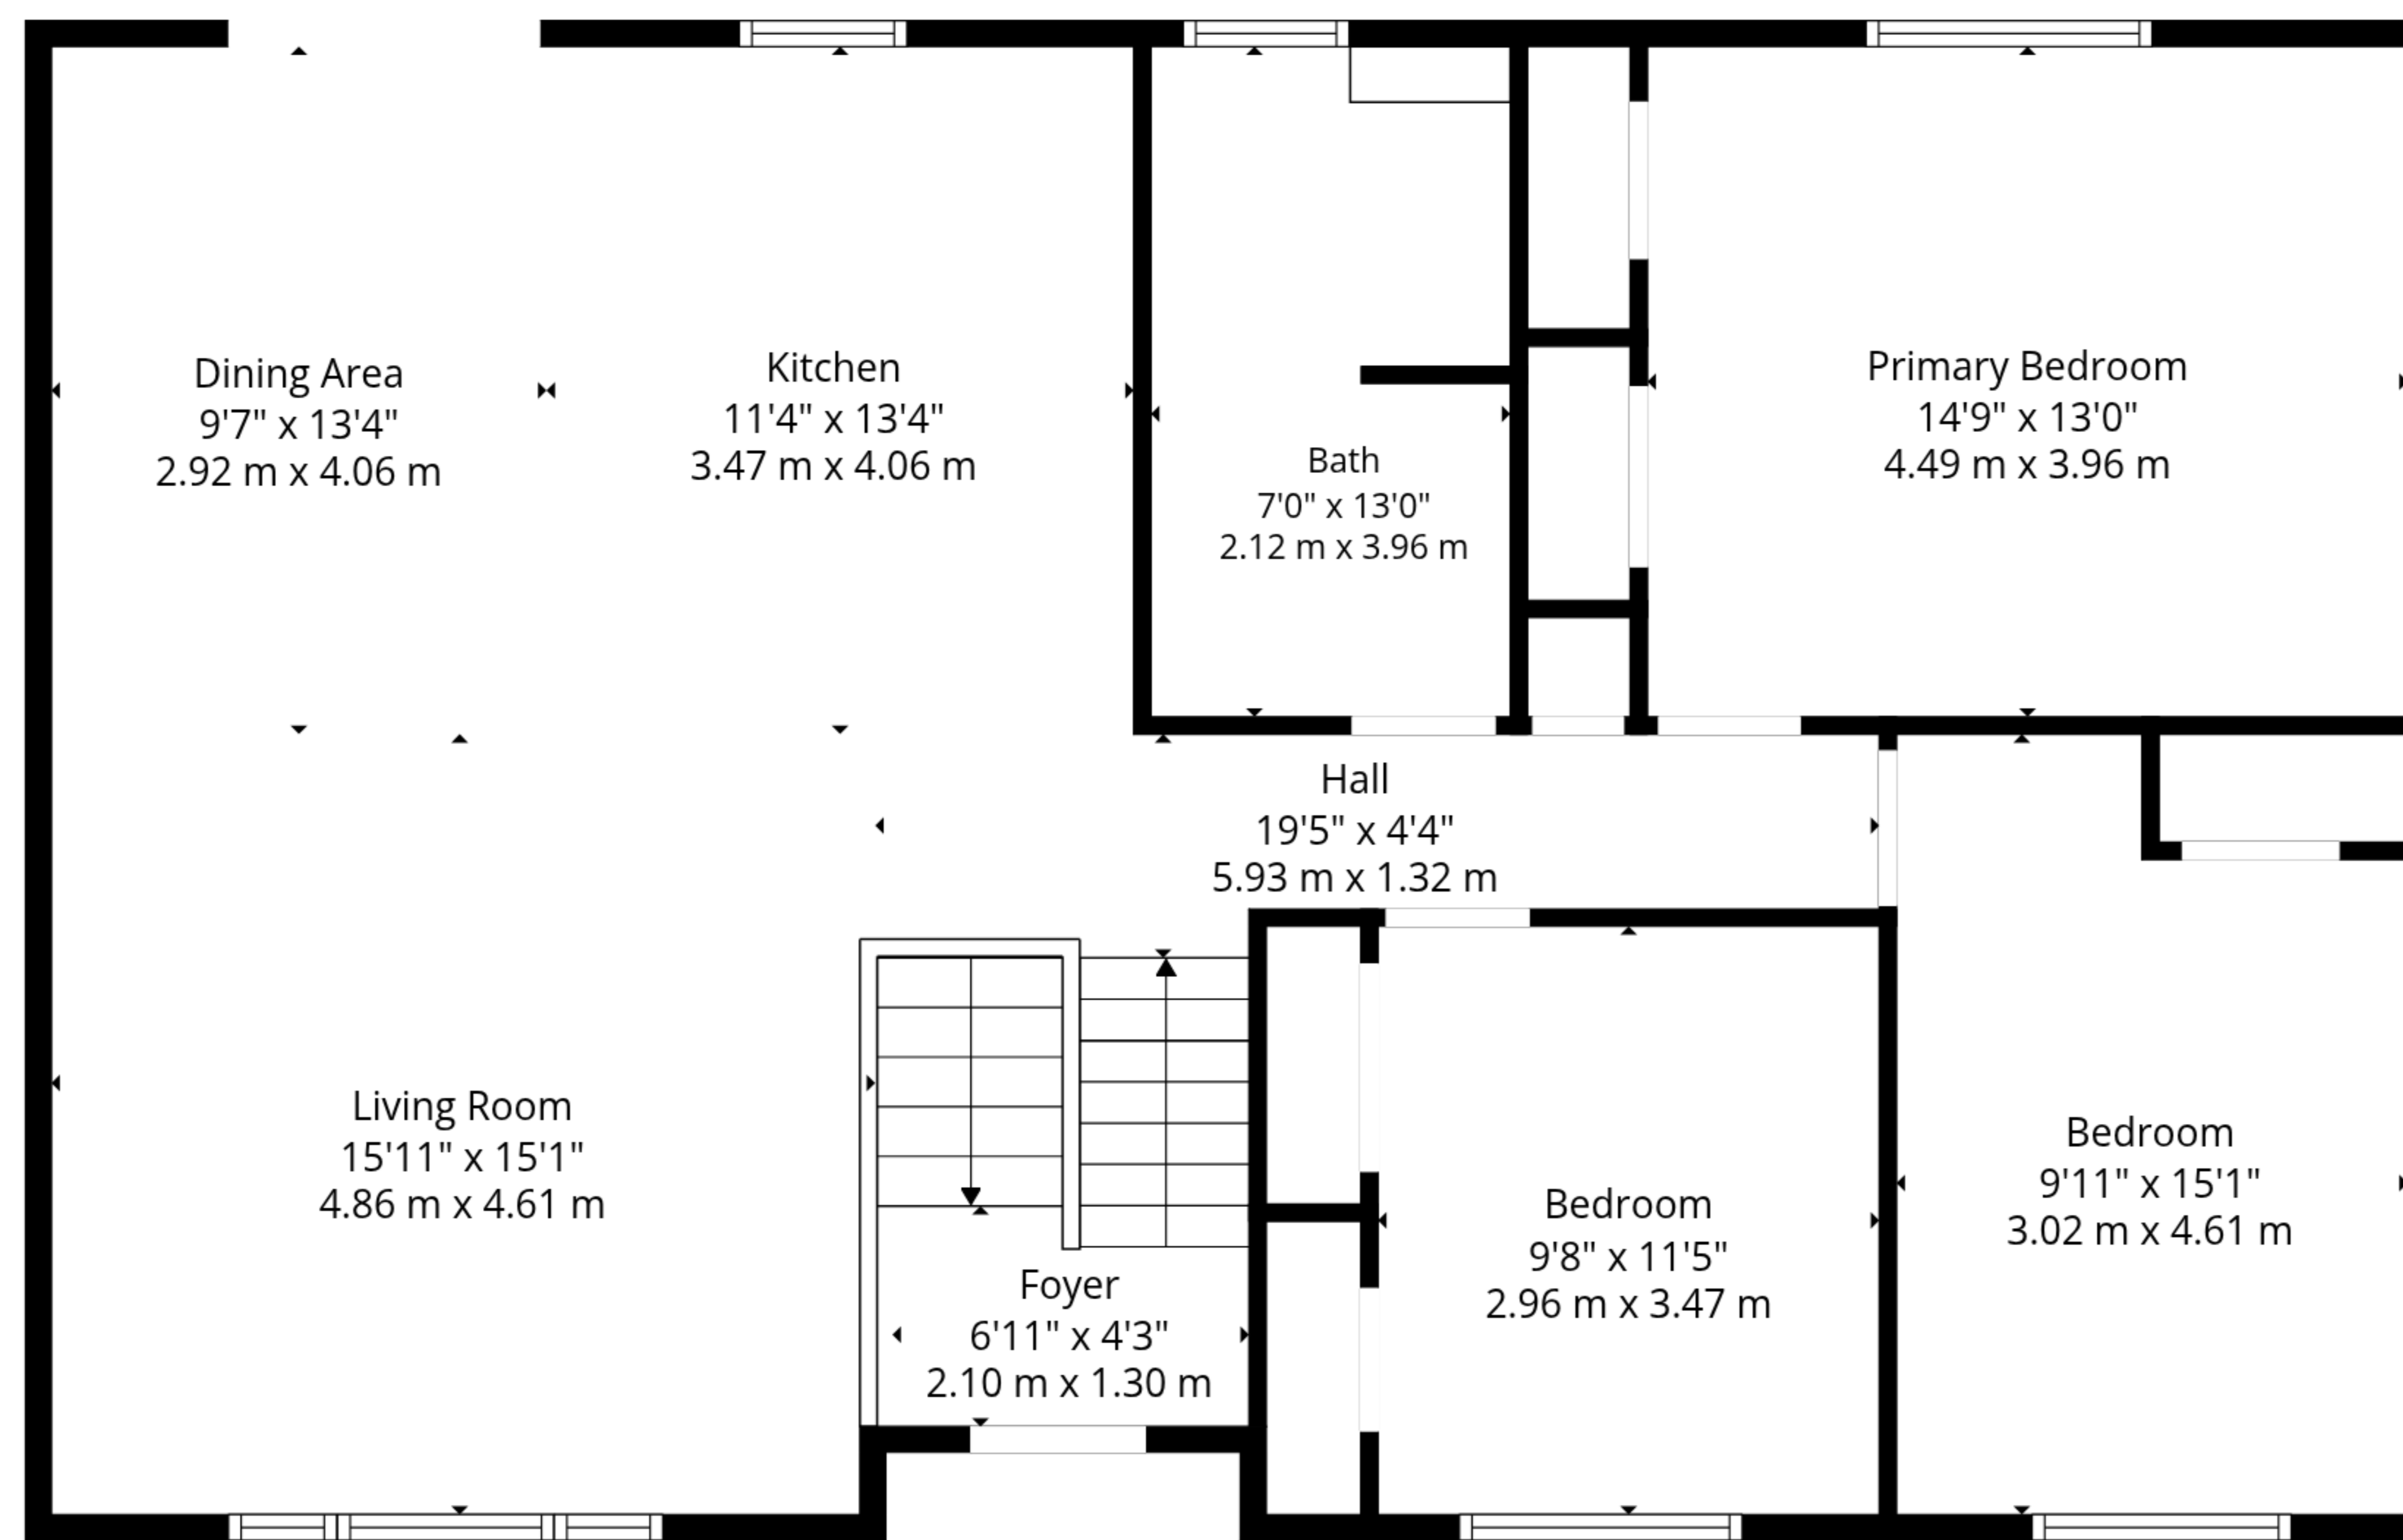 Dining Area
9'7" x 13'4"
2.92 m x 4.06 m
Kitchen
11'4" x 13'4"
3.47 m x 4.06 m
Bath
7'0" x 13'0"
2.12 m x 3.96 m
Primary Bedroom
14'9" x 13'0"
4.49 m x 3.96 m
Hall
19'5" x 4'4"
5.93 m x 1.32 m
Living Room
15'11" x 15'1"
4.86 m x 4.61 m
Foyer
6'11" x 4'3"
2.10 m x 1.30 m
Bedroom
9'8" x 11'5"
2.96 m x 3.47 m
Bedroom
9'11" x 15'1"
3.02 m x 4.61 m